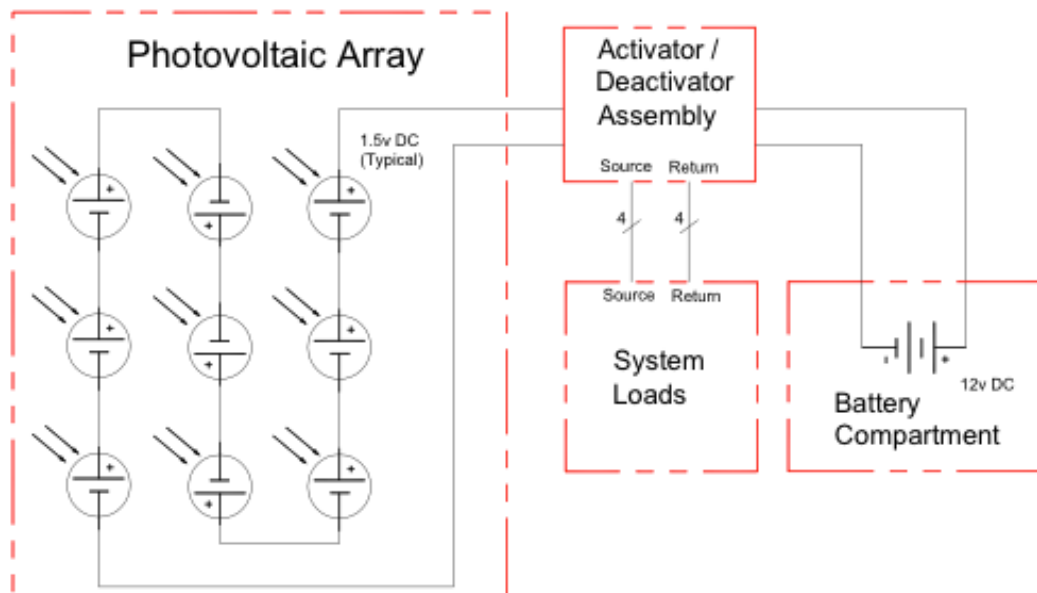 Photovoltaic Array
1.5v DC
(Typical)
+
+
+
+
+
+
+
+
+
Activator /
Deactivator
Assembly
Source Return
4 4
Source Return
System
Loads
- +
12v DC
Battery
Compartment